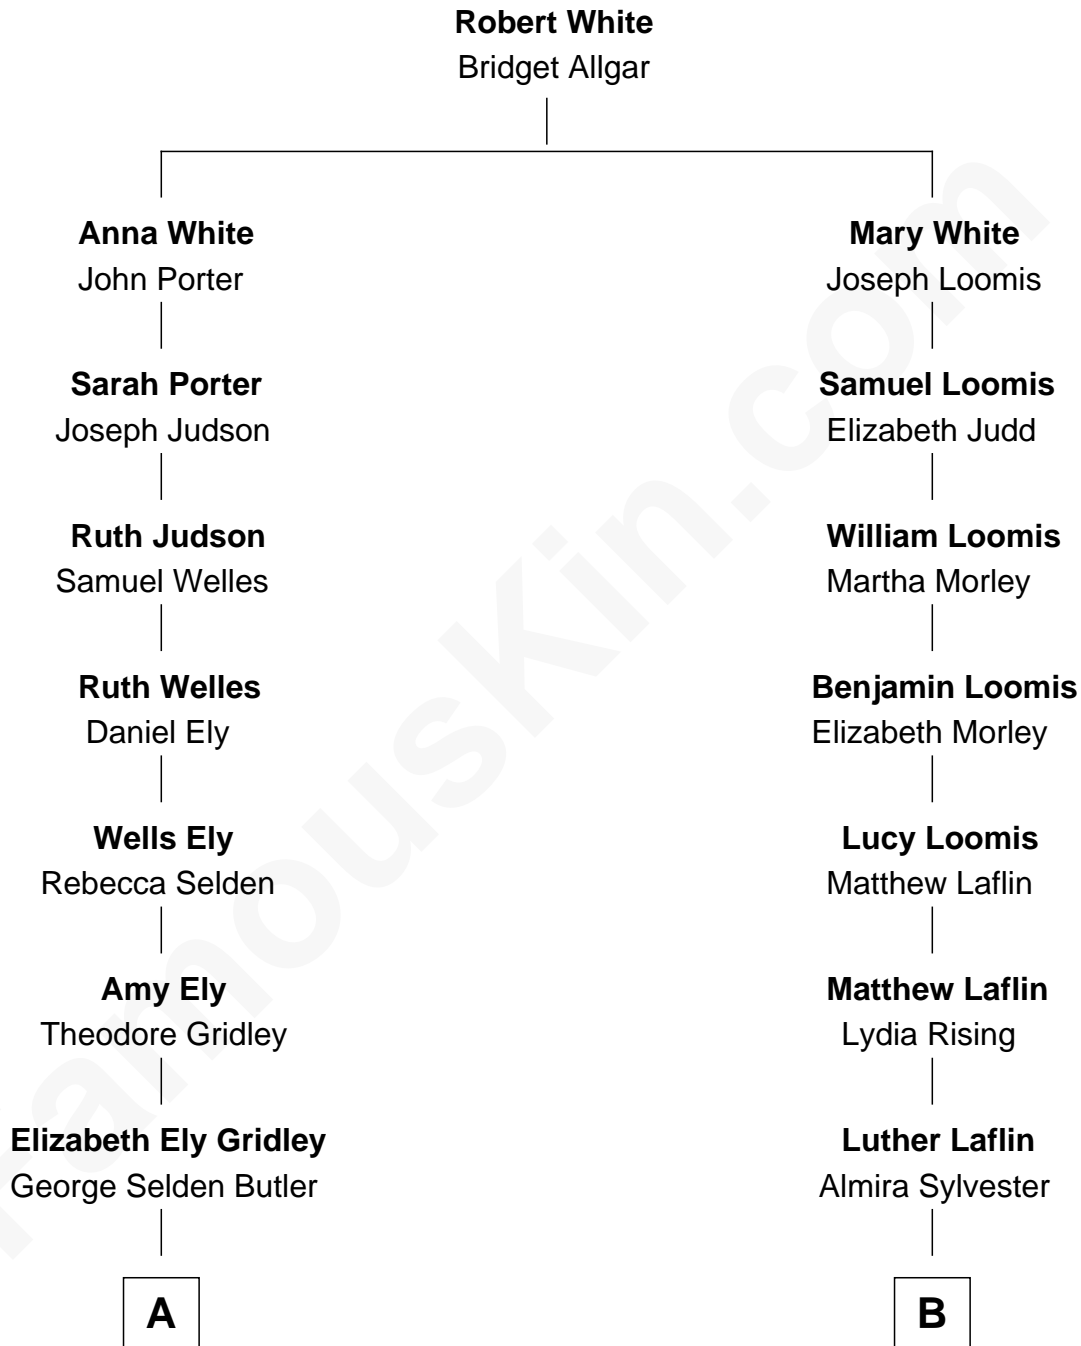 Robert White
Bridget Allgar
Anna White
John Porter
Mary White
Joseph Loomis
Sarah Porter
Joseph Judson
Samuel Loomis
Elizabeth Judd
Ruth Judson
Samuel Welles
William Loomis
Martha Morley
Ruth Welles
Daniel Ely
Benjamin Loomis
Elizabeth Morley
Wells Ely
Rebecca Selden
Lucy Loomis
Matthew Laflin
Amy Ely
Theodore Gridley
Matthew Laflin
Lydia Rising
Elizabeth Ely Gridley
George Selden Butler
Luther Laflin
Almira Sylvester
A
B
FamousKin.com